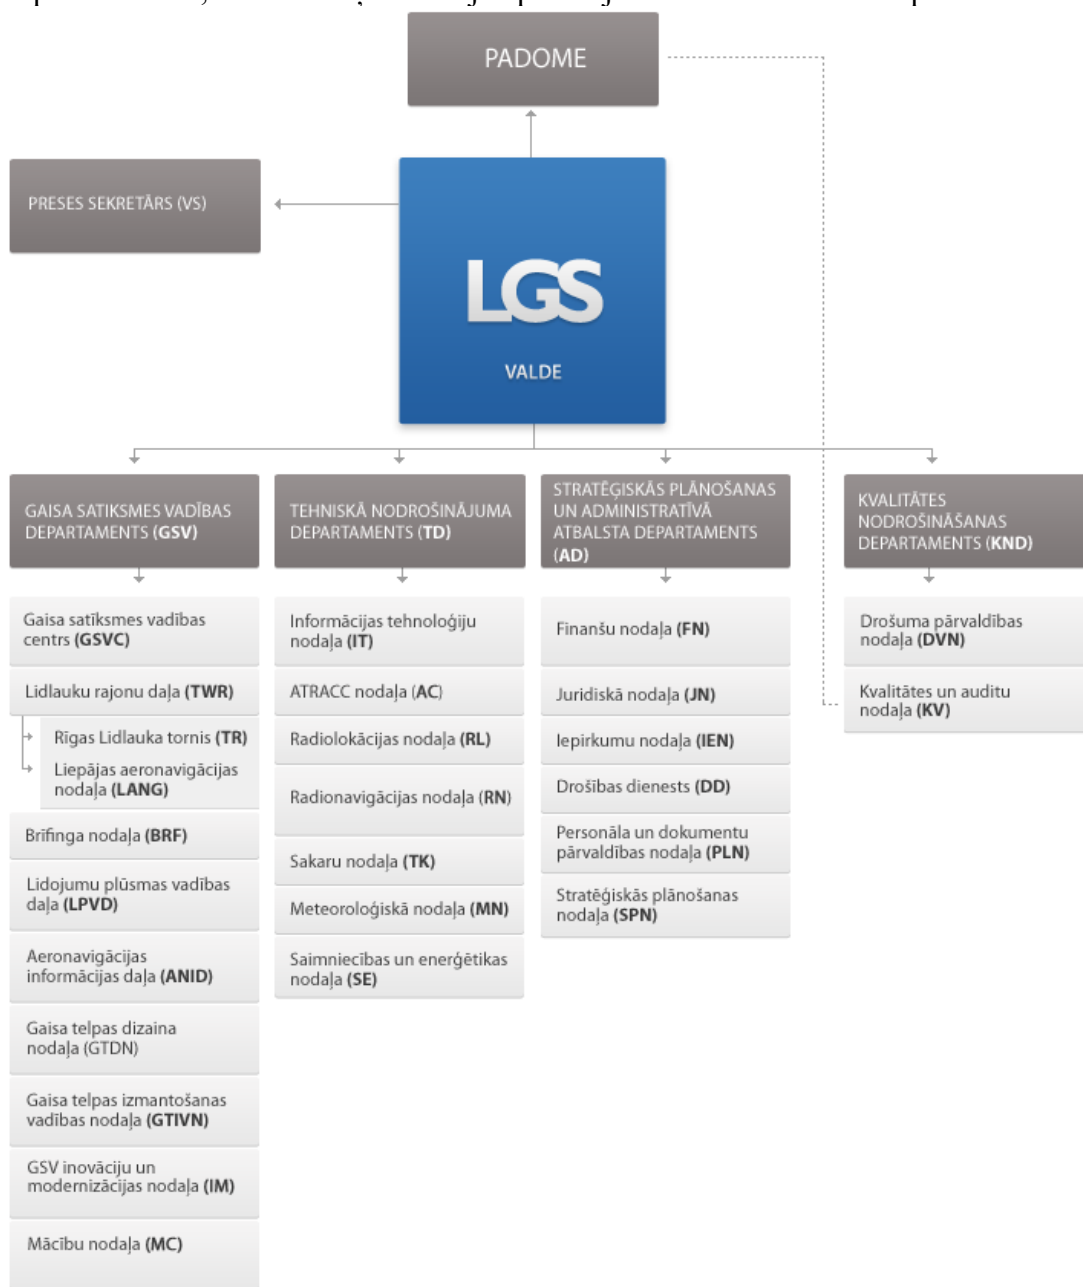 PADOME
PRESES SEKRETĀRS (VS)
LGS
VALDE
GAISA SATIKSMES VADĪBAS
DEPARTAMENTS (GSV)
TEHNISKĀ NODROŠINĀJUMA
DEPARTAMENTS (TD)
STRATĒĢISKĀS PLĀNOŠANAS
UN ADMINISTRATĪVĀ
ATBALSTA DEPARTAMENTS
(AD)
KVALITĀTES
NODROŠINĀŠANAS
DEPARTAMENTS (KND)
Gaisa satiksmes vadības
centrs (GSVC)
Lidlauku rajonu daļa (TWR)
Rīgas Lidlauka tornis (TR)
Liepājas aeronavigācijas
nodaļa (LANG)
Brīfinga nodaļa (BRF)
Lidojumu plūsmas vadības
daļa (LPVD)
Aeronavigācijas
informācijas daļa (ANID)
Gaisa telpas dizaina
nodaļa (GTDN)
Gaisa telpas izmantošanas
vadības nodaļa (GTIVN)
GSV inovāciju un
modernizācijas nodaļa (IM)
Mācību nodaļa (MC)
Informācijas tehnoloģiju
nodaļa (IT)
ATRACC nodaļa (AC)
Radiolokācijas nodaļa (RL)
Radionavigācijas nodaļa (RN)
Sakaru nodaļa (TK)
Meteoroloģiskā nodaļa (MN)
Saimniecības un enerģētikas
nodaļa (SE)
Finanšu nodaļa (FN)
Juridiskā nodaļa (JN)
Iepirkumu nodaļa (IEN)
Drošības dienests (DD)
Personāla un dokumentu
pārvaldības nodaļa (PLN)
Stratēģiskās plānošanas
nodaļa (SPN)
Drošuma pārvaldības
nodaļa (DVN)
Kvalitātes un auditu
nodaļa (KV)